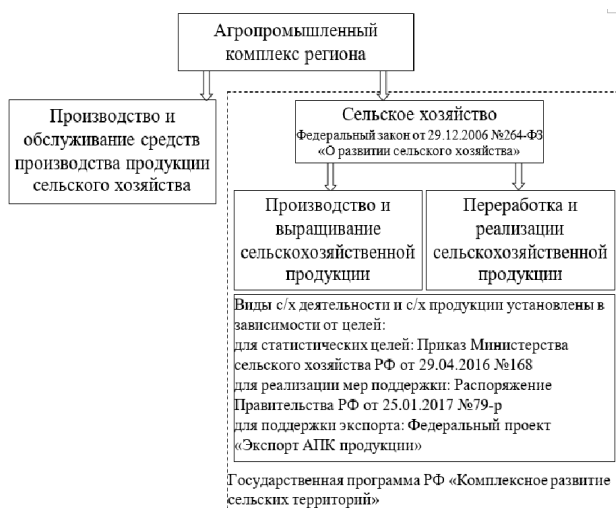 Агропромышленный
комплекс региона
Производство и
обслуживание средств
производства продукции
сельского хозяйства
Сельское хозяйство
Федеральный закон от 29.12.2006 №264-ФЗ
«О развитии сельского хозяйства»
Производство и
выращивание
сельскохозяйственной
продукции
Переработка и
реализации
сельскохозяйственной
продукции
Виды с/х деятельности и с/х продукции установлены в
зависимости от целей:
для статистических целей: Приказ Министерства
сельского хозяйства РФ от 29.04.2016 №168
для реализации мер поддержки: Распоряжение
Правительства РФ от 25.01.2017 №79-р
для поддержки экспорта: Федеральный проект
«Экспорт АПК продукции»
Государственная программа РФ «Комплексное развитие
сельских территорий»